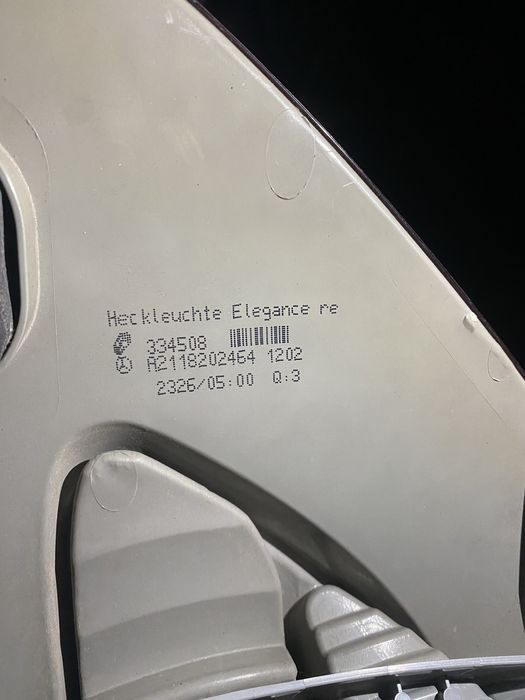 Heckleuchte Elegance re
334508
A2118202464 1202
2326/05:00 Q:3